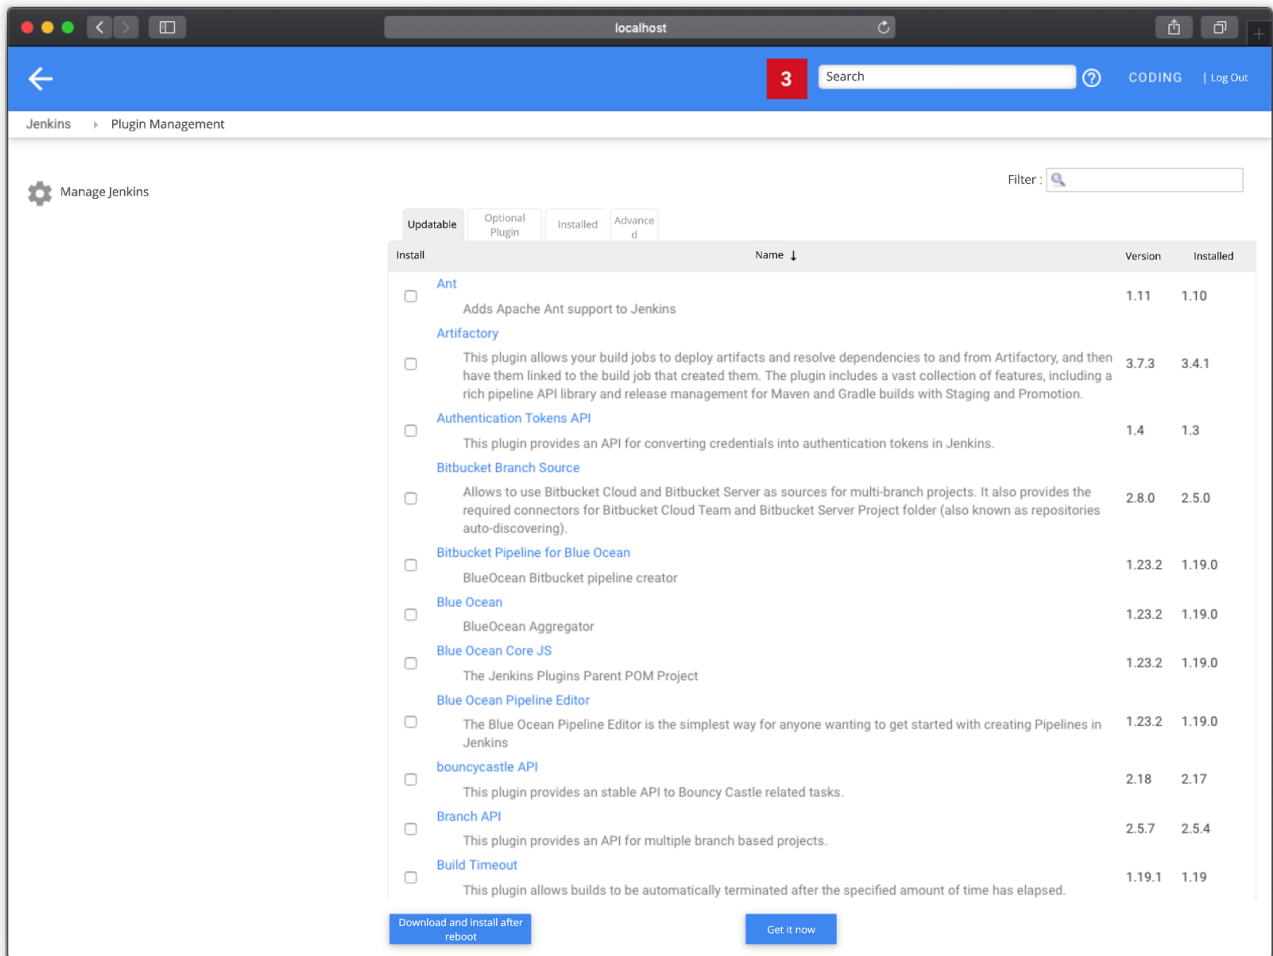 localhost
3
Search
CODING
| Log Out
Jenkins
Plugin Management
Manage Jenkins
Filter :
Updatable
Optional
Plugin
Installed
Advance
d
Install
Name ↓
Version
Installed
Ant
Adds Apache Ant support to Jenkins
1.11
1.10
Artifactory
This plugin allows your build jobs to deploy artifacts and resolve dependencies to and from Artifactory, and then
have them linked to the build job that created them. The plugin includes a vast collection of features, including a
rich pipeline API library and release management for Maven and Gradle builds with Staging and Promotion.
3.7.3
3.4.1
Authentication Tokens API
This plugin provides an API for converting credentials into authentication tokens in Jenkins.
1.4
1.3
Bitbucket Branch Source
Allows to use Bitbucket Cloud and Bitbucket Server as sources for multi-branch projects. It also provides the
required connectors for Bitbucket Cloud Team and Bitbucket Server Project folder (also known as repositories
auto-discovering).
2.8.0
2.5.0
Bitbucket Pipeline for Blue Ocean
BlueOcean Bitbucket pipeline creator
1.23.2
1.19.0
Blue Ocean
BlueOcean Aggregator
1.23.2
1.19.0
Blue Ocean Core JS
The Jenkins Plugins Parent POM Project
1.23.2
1.19.0
Blue Ocean Pipeline Editor
The Blue Ocean Pipeline Editor is the simplest way for anyone wanting to get started with creating Pipelines in
Jenkins
1.23.2
1.19.0
bouncycastle API
This plugin provides an stable API to Bouncy Castle related tasks.
2.18
2.17
Branch API
This plugin provides an API for multiple branch based projects.
2.5.7
2.5.4
Build Timeout
This plugin allows builds to be automatically terminated after the specified amount of time has elapsed.
1.19.1
1.19
Download and install after
reboot
Get it now